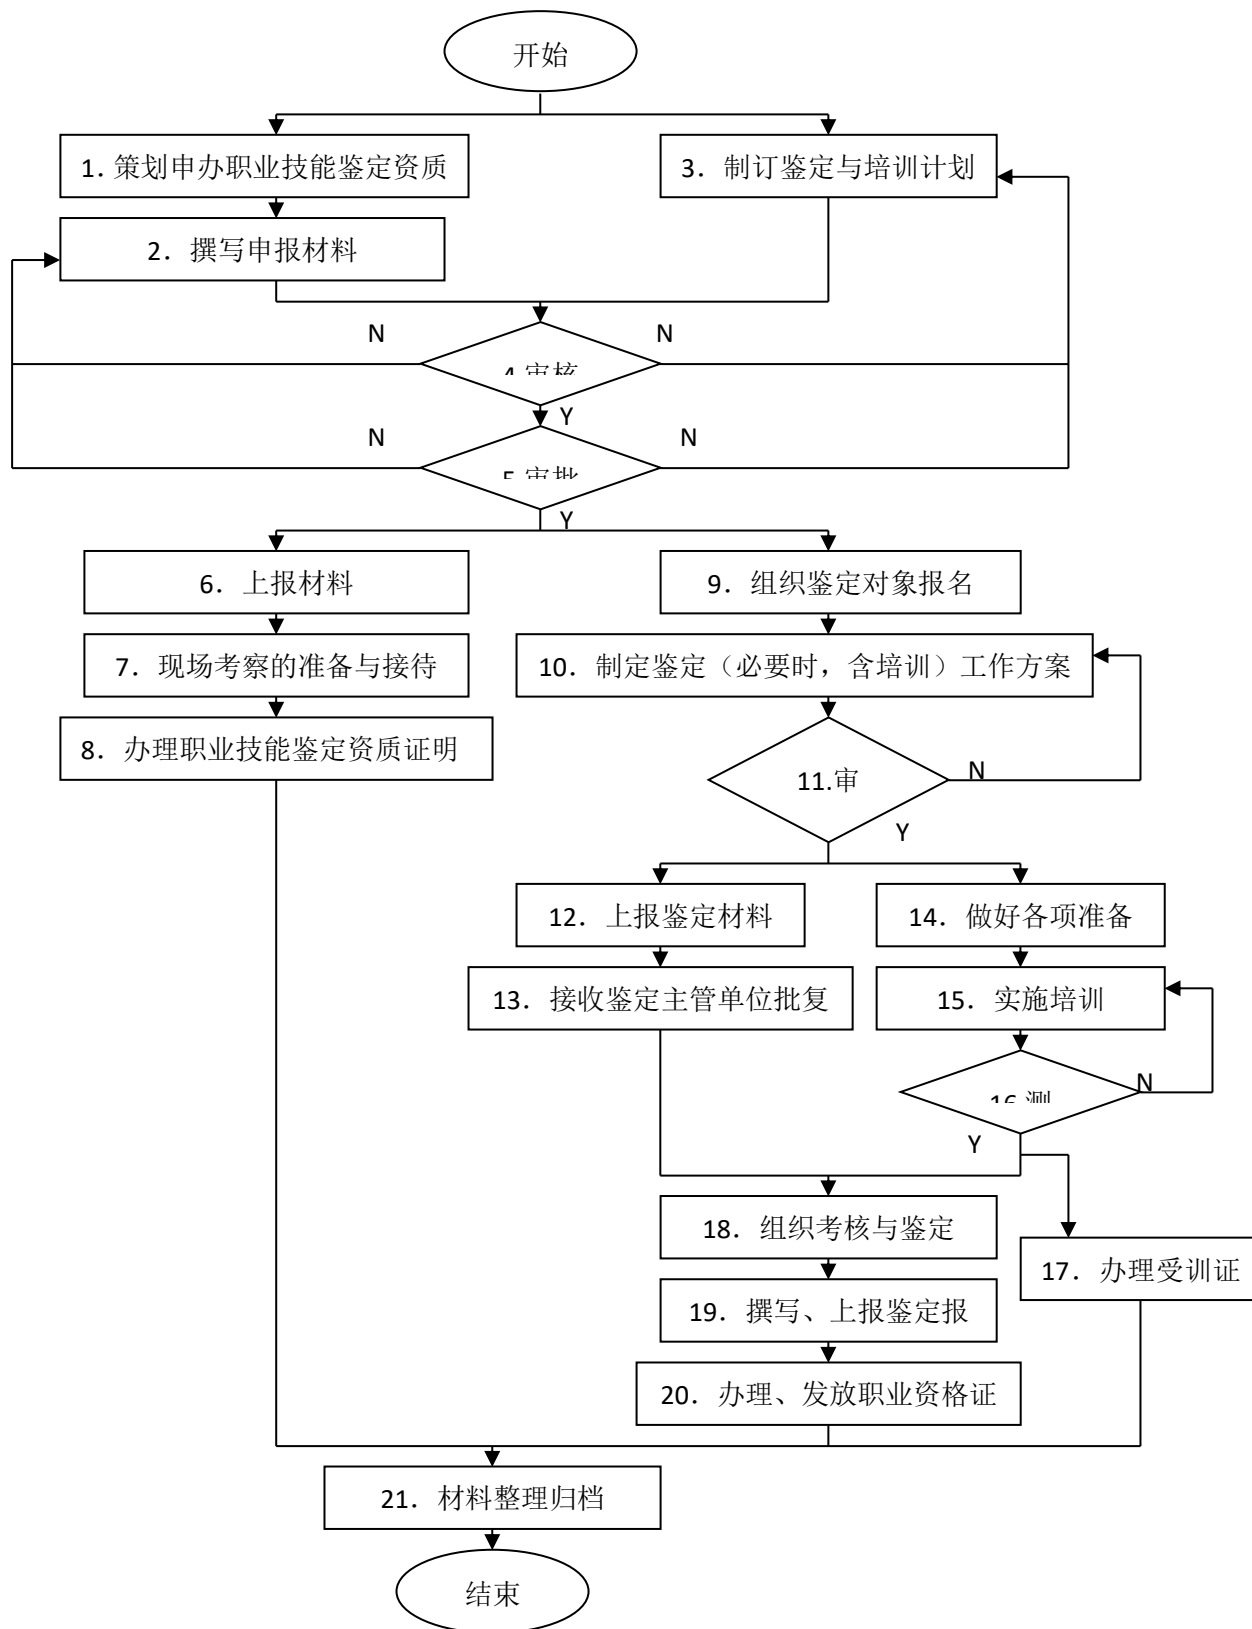 开始
1. 策划申办职业技能鉴定资质
3. 制订鉴定与培训计划
2. 撰写申报材料
N
N
4.审核
Y
N
N
5.审批
Y
6. 上报材料
9. 组织鉴定对象报名
7. 现场考察的准备与接待
10. 制定鉴定（必要时，含培训）工作方案
8. 办理职业技能鉴定资质证明
11.审
N
Y
12. 上报鉴定材料
14. 做好各项准备
13. 接收鉴定主管单位批复
15. 实施培训
16.测
N
Y
18. 组织考核与鉴定
17. 办理受训证
19. 撰写、上报鉴定报
20. 办理、发放职业资格证
21. 材料整理归档
结束